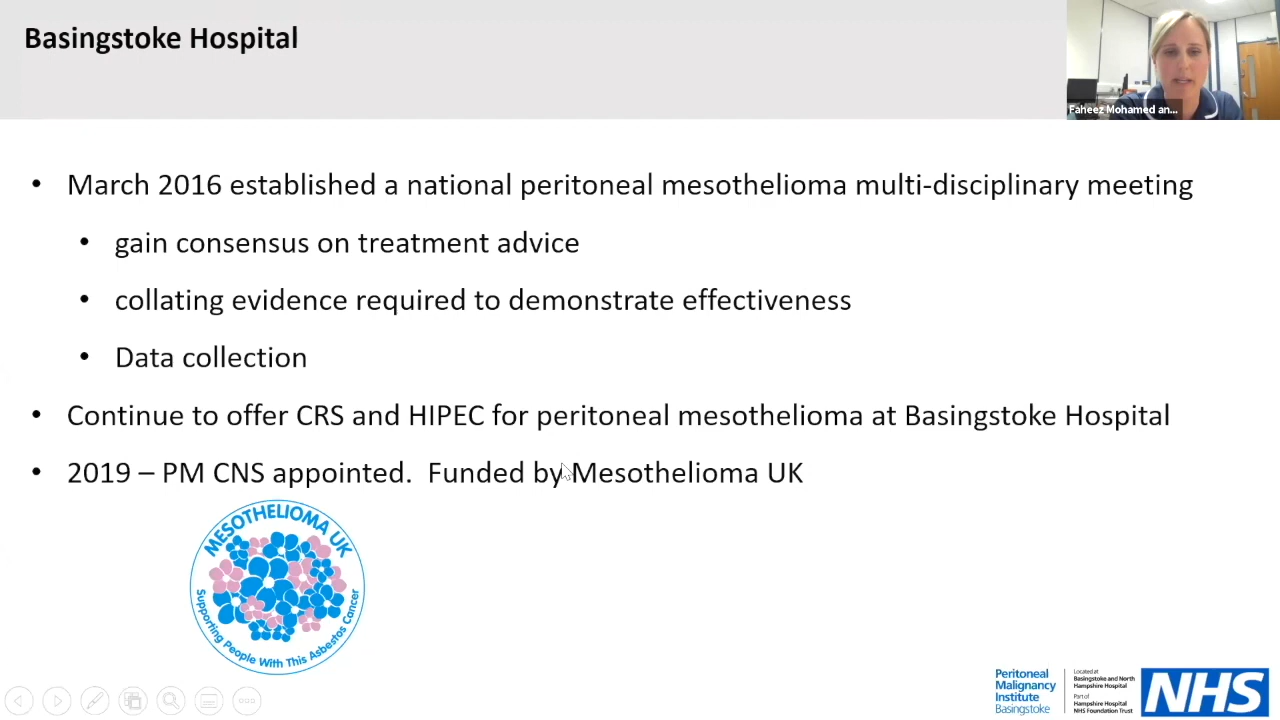 Basingstoke Hospital
Faheez Mohamed an...
• March 2016 established a national peritoneal mesothelioma multi-disciplinary meeting
• gain consensus on treatment advice
• collating evidence required to demonstrate effectiveness
• Data collection
• Continue to offer CRS and HIPEC for peritoneal mesothelioma at Basingstoke Hospital
• 2019 – PM CNS appointed.  Funded by Mesothelioma UK
MESOTHELIOMA UK
Supporting People With This Asbestos Cancer
Peritoneal
Malignancy
Institute
Basingstoke
Located at
Basingstoke and North
Hampshire Hospital
Part of
Hampshire Hospital
NHS Foundation Trust
NHS